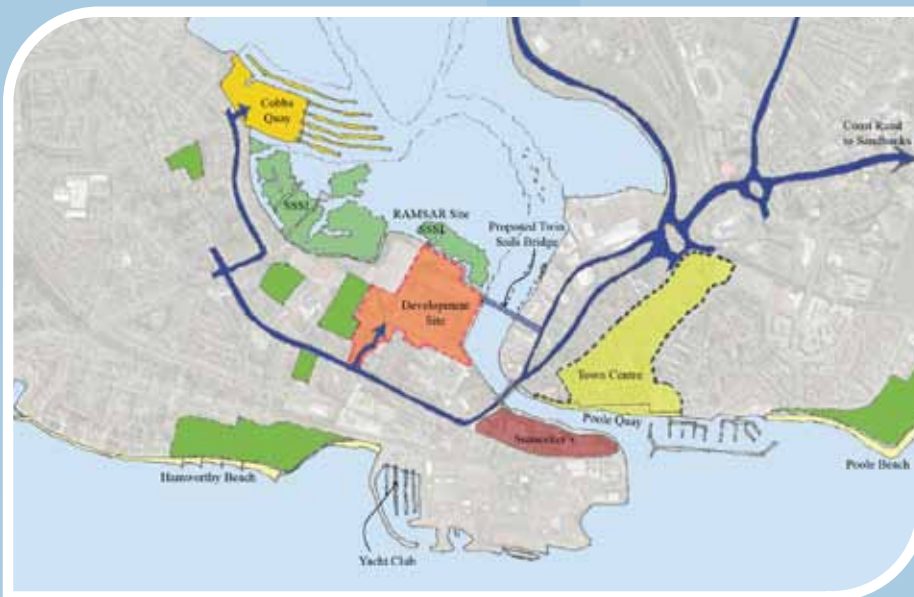 Cobbs
Quay
SSSI
RAMSAR Site
SSSI
Proposed Twin
Sails Bridge
Coast Road
to Sandbanks
Development
Site
Town Centre
Poole Quay
Sunseeker's
Hamworthy Beach
Poole Beach
Yacht Club